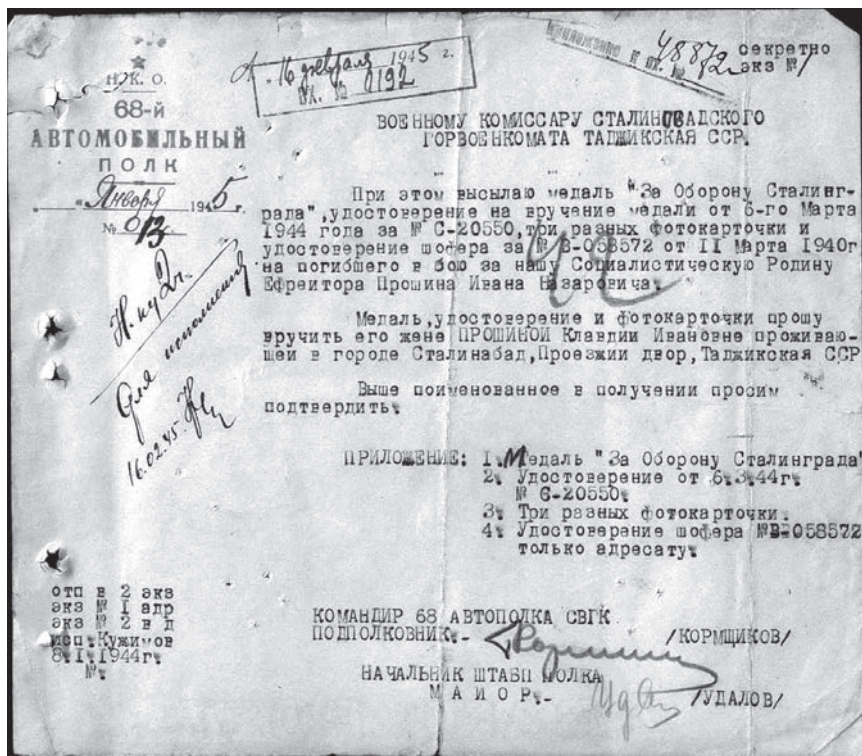 Н. К. О.
68-й
АВТОМОБИЛЬНЫЙ
ПОЛК
" " Января 1945 г.
№ 013
16 февраля 1945 г.
ВХ. № 0192
Приложение к вх. № 48872
секретно
экз № 1
ВОЕННОМУ КОМИССАРУ СТАЛИНОБАДСКОГО
ГОРВОЕНКОМАТА ТАДЖИКСКАЯ ССР.
При этом высылаю медаль "За Оборону Сталинг-
рада", удостоверение на вручение медали от 6-го Марта
1944 года за № С-20550, три разных фотокарточки и
удостоверение шофера за № В-058572 от II Марта 1940г
на погибшего в бою за нашу Социалистическую Родину
Ефрейтора Прошина Ивана Назаровича.
Медаль, удостоверение и фотокарточки прошу
вручить его жене ПРОШИНОЙ Клавдии Ивановне проживаю-
щей в городе Сталинабад, Проезжий двор, Таджикская ССР
Выше поименованное в получении просим
подтвердить.
Для исполнения
16.02.45.
ПРИЛОЖЕНИЕ: I. Медаль "За Оборону Сталинграда"
2. Удостоверение от 6.3.44г.
№ С-20550.
3. Три разных фотокарточки.
4. Удостоверение шофера №В-058572
только адресату.
отп в 2 экз
экз № I адр
экз № 2 в д
исп. Кужимов
8.I.1944г.
№.
КОМАНДИР 68 АВТОПОЛКА СВГК
ПОДПОЛКОВНИК.- /КОРМЩИКОВ/
НАЧАЛЬНИК ШТАБП ПОЛКА
МАЙОР.- /УДАЛОВ/